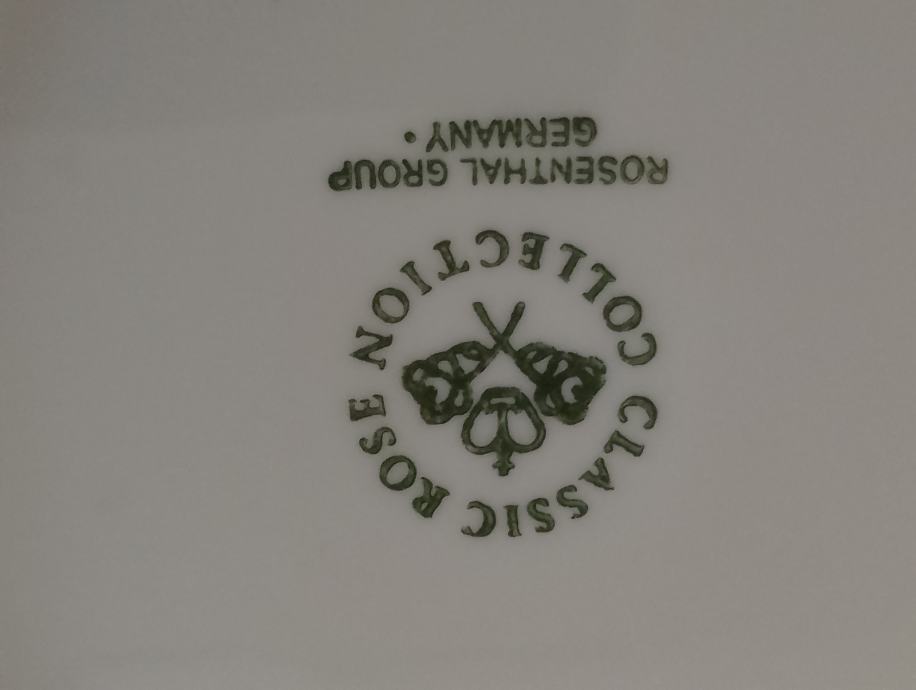 CLASSIC ROSE COLLECTION
ROSENTHAL GROUP
GERMANY •